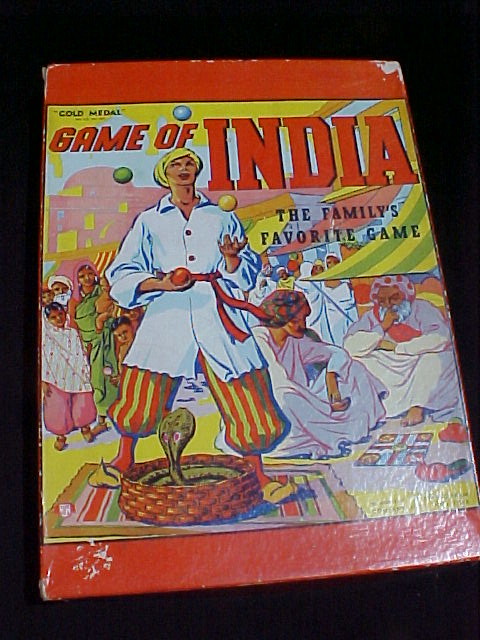 "GOLD MEDAL"
GAME OF INDIA
THE FAMILY'S
FAVORITE GAME